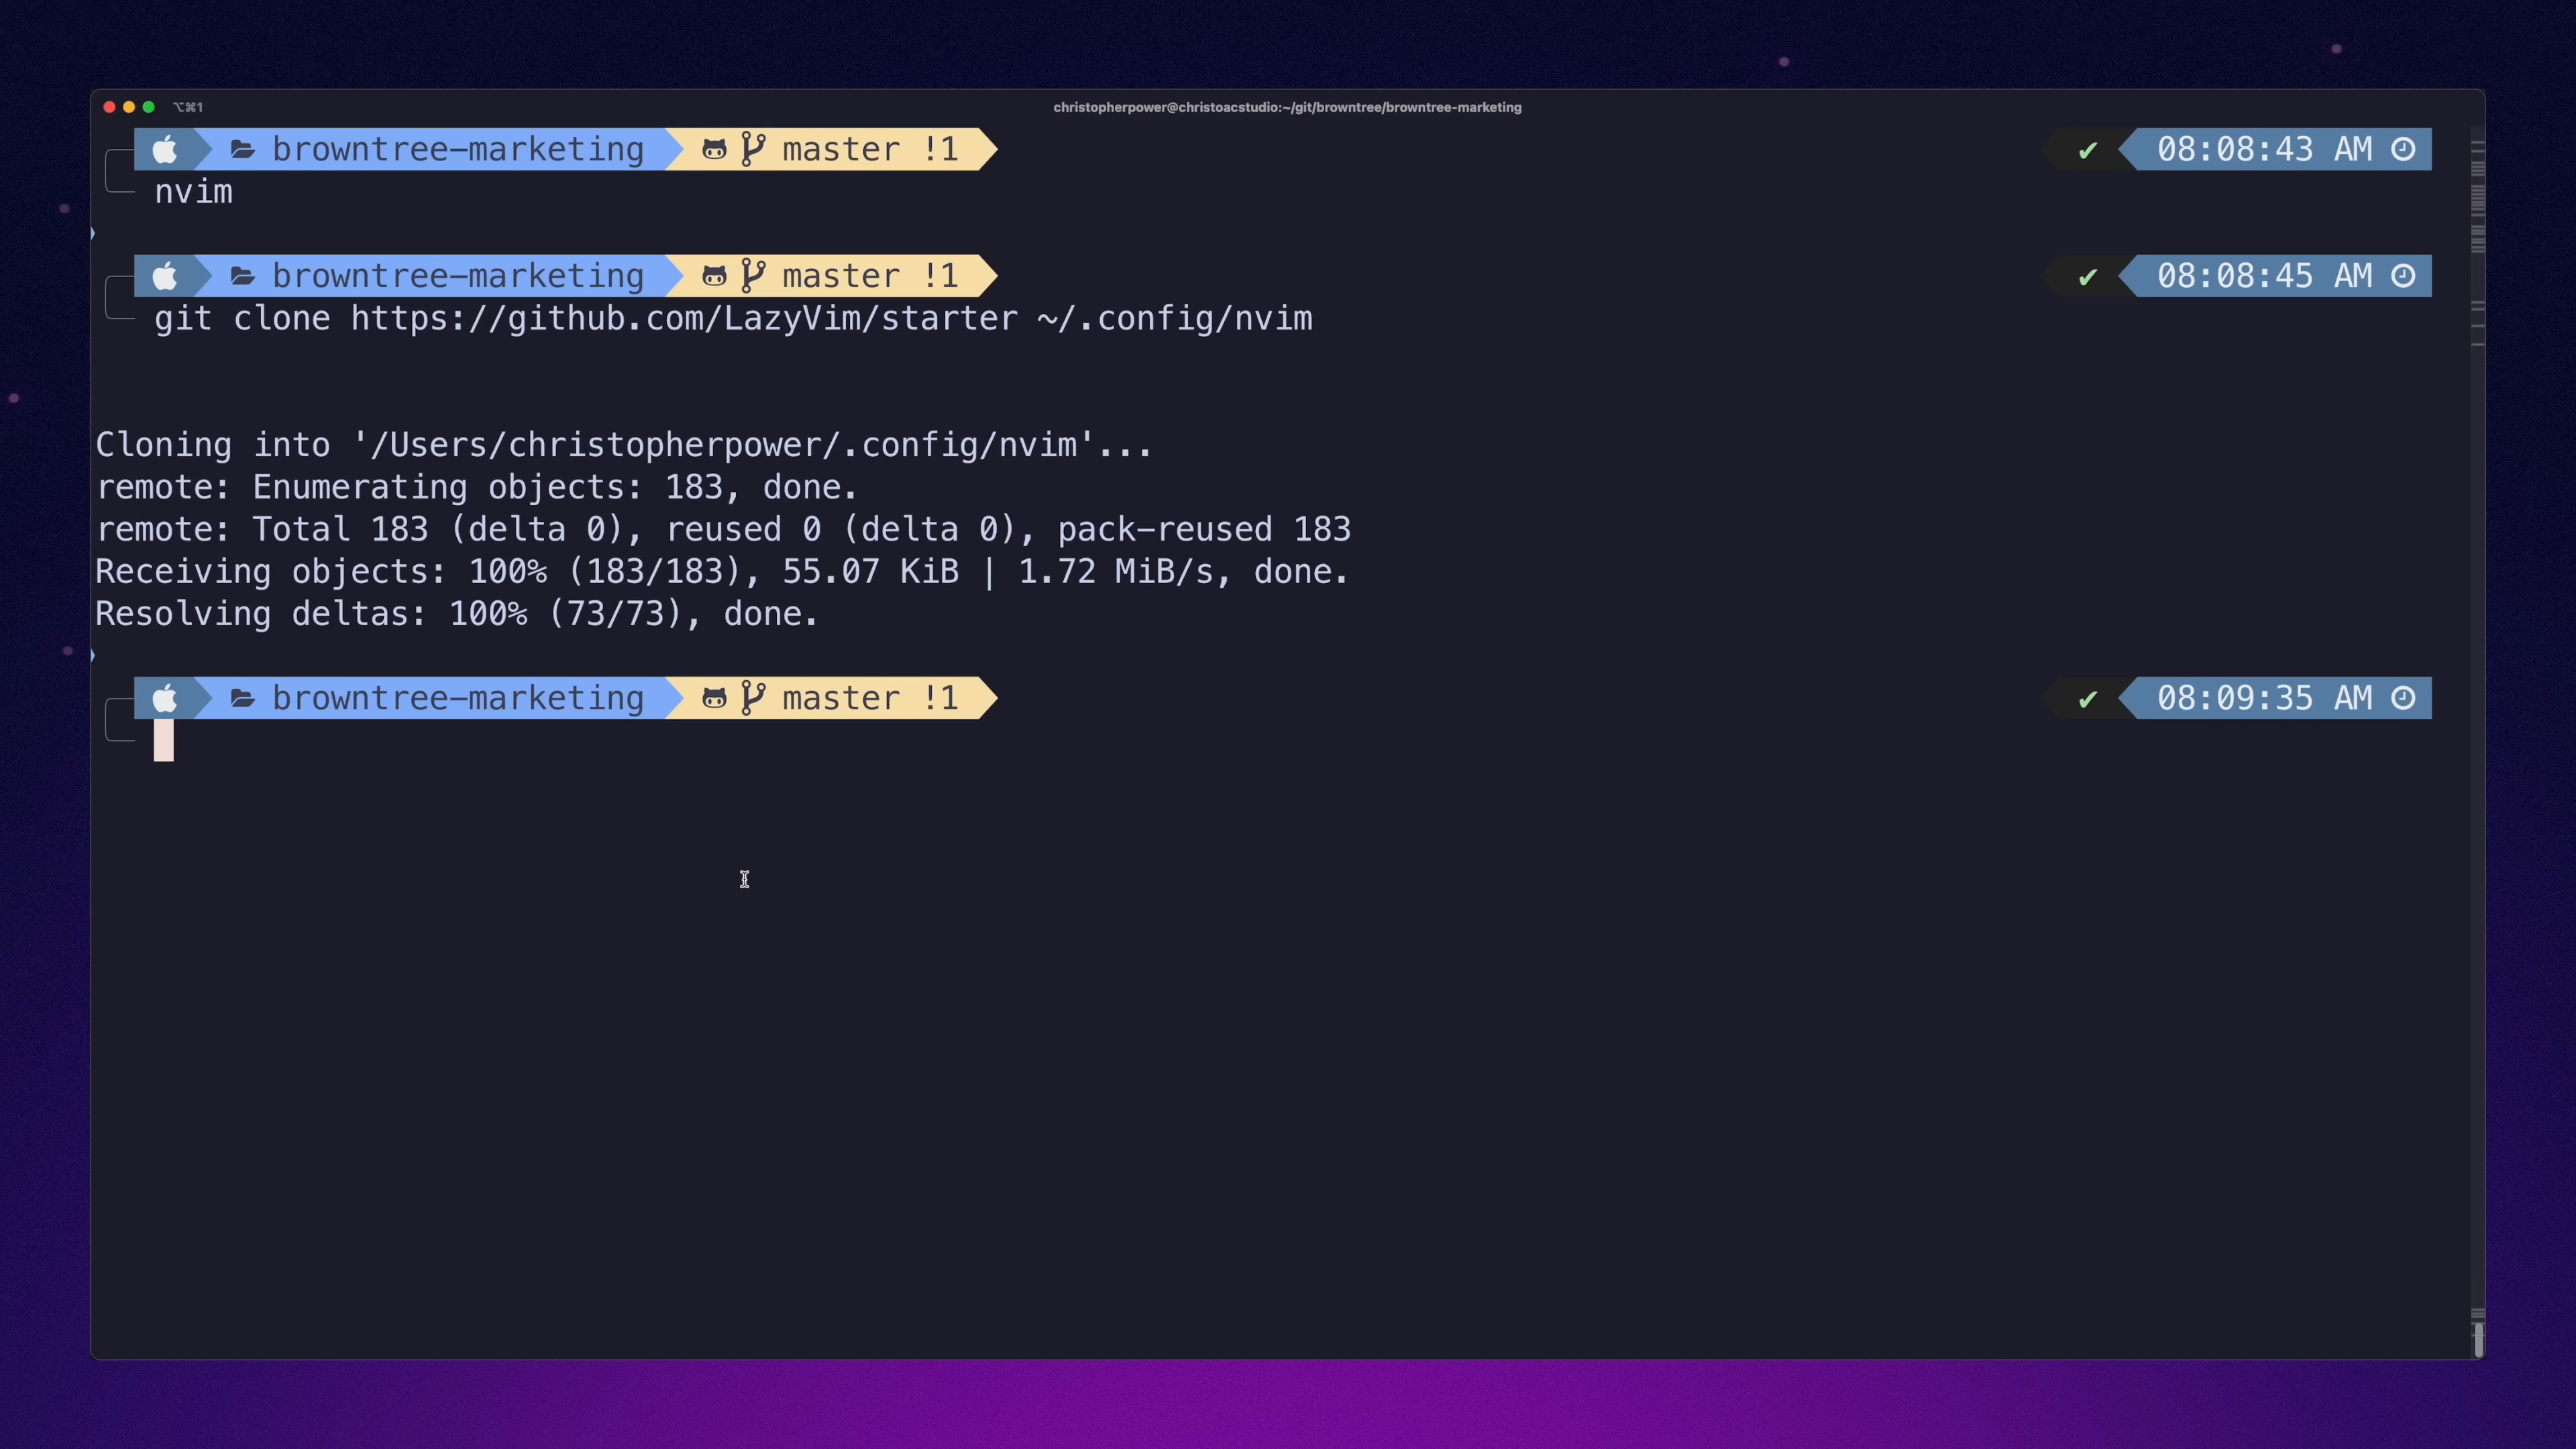 ⌥⌘1 christopherpower@christoacstudio:~/git/browntree/browntree-marketing
browntree-marketing master !1 ✔ 08:08:43 AM
nvim
browntree-marketing master !1 ✔ 08:08:45 AM
git clone https://github.com/LazyVim/starter ~/.config/nvim
Cloning into '/Users/christopherpower/.config/nvim'...
remote: Enumerating objects: 183, done.
remote: Total 183 (delta 0), reused 0 (delta 0), pack-reused 183
Receiving objects: 100% (183/183), 55.07 KiB | 1.72 MiB/s, done.
Resolving deltas: 100% (73/73), done.
browntree-marketing master !1 ✔ 08:09:35 AM